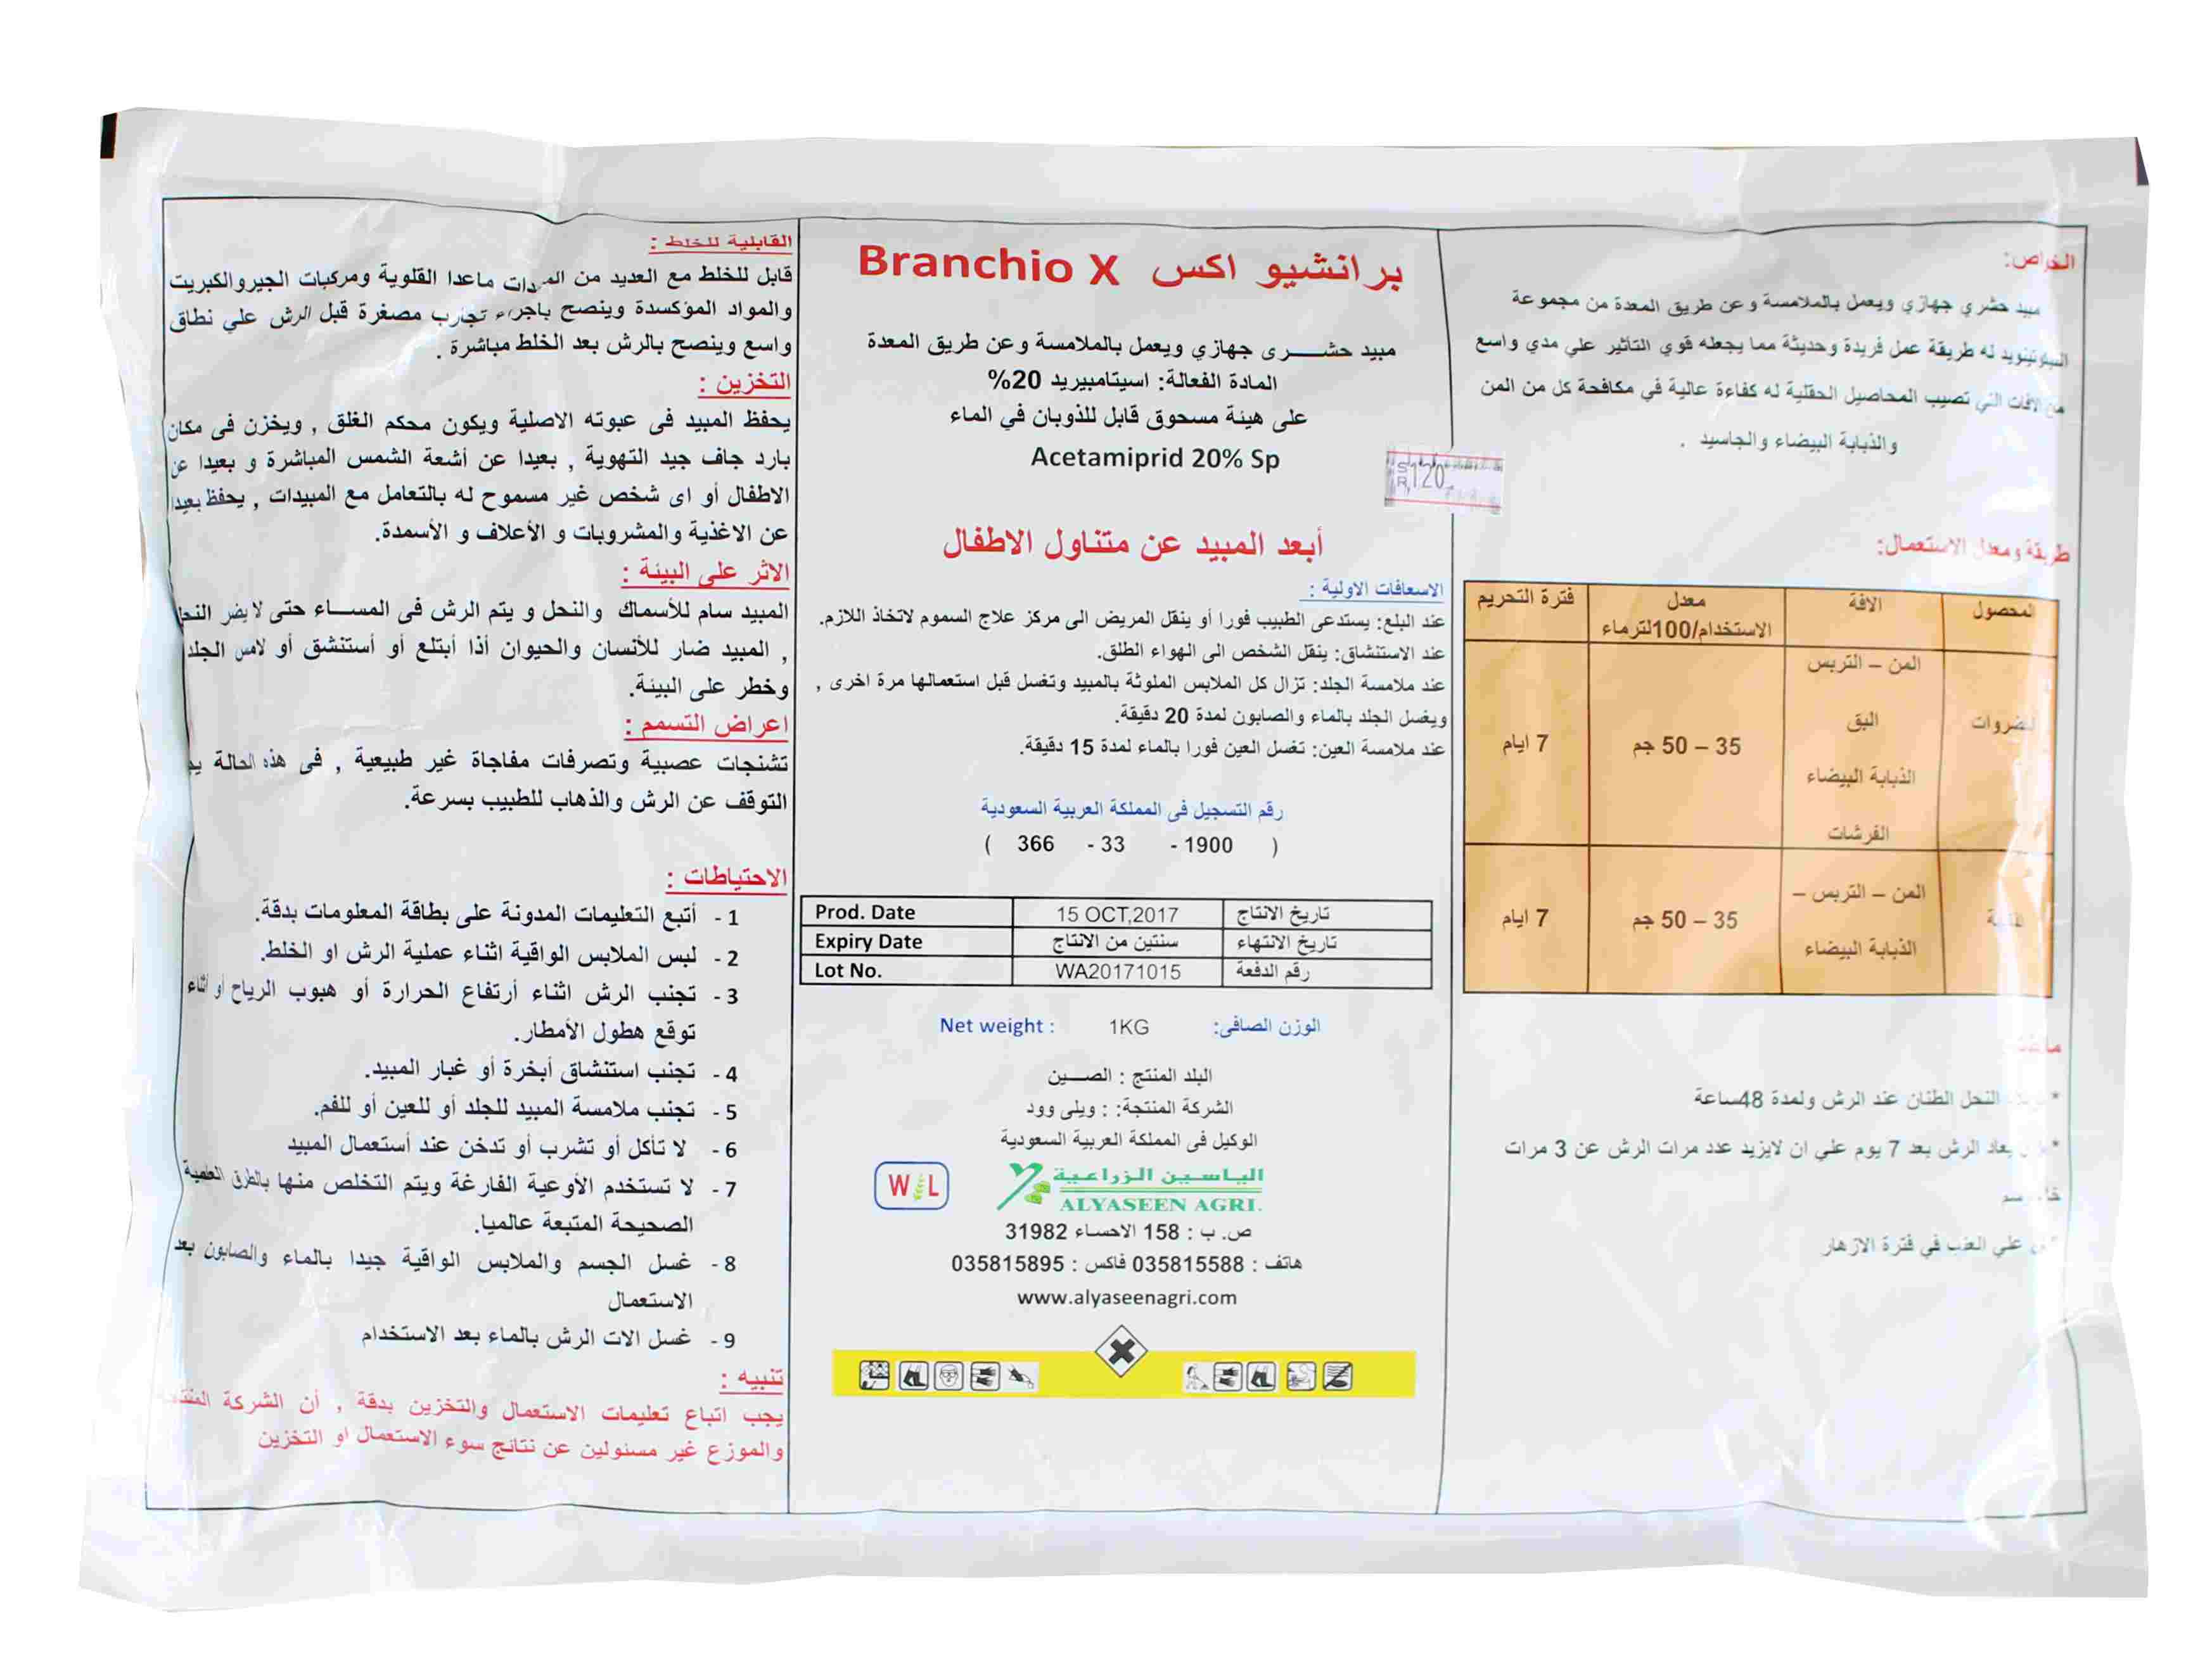 الخواص:
مبيد حشري جهازي ويعمل بالملامسة وعن طريق المعدة من مجموعة
له طريقة عمل فريدة وحديثة مما يجعله قوي التأثير علي مدي واسع
الافات التي تصيب المحاصيل الحقلية له كفاءة عالية في مكافحة كل من المن
والذبابة البيضاء والجاسيد .
طريقة ومعدل الاستعمال:
المحصول الافة معدل الاستخدام/100لترماء فترة التحريم
المن – التربس
البق
الذبابة البيضاء
الفرشات
35 – 50 جم
7 ايام
المن – التربس –
الذبابة البيضاء
35 – 50 جم
7 ايام
* النحل الطنان عند الرش ولمدة 48ساعة
* يعاد الرش بعد 7 يوم علي ان لايزيد عدد مرات الرش عن 3 مرات
علي العنب في فترة الازهار
برانشيو اكس Branchio X
مبيد حشرى جهازي ويعمل بالملامسة وعن طريق المعدة
المادة الفعالة: اسيتامبيريد 20%
على هيئة مسحوق قابل للذوبان في الماء
Acetamiprid 20% Sp
SR 120
أبعد المبيد عن متناول الاطفال
الاسعافات الاولية :
عند البلع: يستدعى الطبيب فورا أو ينقل المريض الى مركز علاج السموم لاتخاذ اللازم.
عند الاستنشاق: ينقل الشخص الى الهواء الطلق.
عند ملامسة الجلد: تزال كل الملابس الملوثة بالمبيد وتغسل قبل استعمالها مرة اخرى ,
ويغسل الجلد بالماء والصابون لمدة 20 دقيقة.
عند ملامسة العين: تغسل العين فورا بالماء لمدة 15 دقيقة.
رقم التسجيل فى المملكة العربية السعودية
( 366 - 33 - 1900 )
Prod. Date 15 OCT,2017 تاريخ الانتاج
Expiry Date سنتين من الانتاج تاريخ الانتهاء
Lot No. WA20171015 رقم الدفعة
Net weight : 1KG الوزن الصافى:
البلد المنتج : الصـين
الشركة المنتجة: : ويلى وود
الوكيل فى المملكة العربية السعودية
W L
الياسين الزراعية
ALYASEEN AGRI.
ص. ب : 158 الاحساء 31982
هاتف : 035815588 فاكس : 035815895
www.alyaseenagri.com
القابلية للخلط :
قابل للخلط مع العديد من ماعدا القلوية ومركبات الجيروالكبريت
والمواد المؤكسدة وينصح باجراء تجارب مصغرة قبل الرش علي نطاق
واسع وينصح بالرش بعد الخلط مباشرة .
التخزين :
يحفظ المبيد فى عبوته الاصلية ويكون محكم الغلق , ويخزن فى مكان
بارد جاف جيد التهوية , بعيدا عن أشعة الشمس المباشرة و بعيدا عن
الاطفال أو اى شخص غير مسموح له بالتعامل مع المبيدات , يحفظ بعيدا
عن الاغذية والمشروبات و الأعلاف و الأسمدة.
الاثر على البيئة :
المبيد سام للأسماك والنحل و يتم الرش فى المسـاء حتى لا يضر النحل
, المبيد ضار للأنسان والحيوان أذا أبتلع أو أستنشق أو لامس الجلد
وخطر على البيئة.
اعراض التسمم :
تشنجات عصبية وتصرفات مفاجاة غير طبيعية , فى هذه الحالة
التوقف عن الرش والذهاب للطبيب بسرعة.
الاحتياطات :
1 - أتبع التعليمات المدونة على بطاقة المعلومات بدقة.
2 - لبس الملابس الواقية اثناء عملية الرش او الخلط.
3 - تجنب الرش اثناء أرتفاع الحرارة أو هبوب الرياح أو أثناء
توقع هطول الأمطار.
4 - تجنب استنشاق أبخرة أو غبار المبيد.
5 - تجنب ملامسة المبيد للجلد أو للعين أو للفم.
6 - لا تأكل أو تشرب أو تدخن عند أستعمال المبيد
7 - لا تستخدم الأوعية الفارغة ويتم التخلص منها بالطرق العلمية
الصحيحة المتبعة عالميا.
8 - غسل الجسم والملابس الواقية جيدا بالماء والصابون بعد
الاستعمال
9 - غسل الات الرش بالماء بعد الاستخدام
تنبيه :
يجب اتباع تعليمات الاستعمال والتخزين بدقة , أن الشركة المنتجة
والموزع غير مسئولين عن نتائج سوء الاستعمال او التخزين